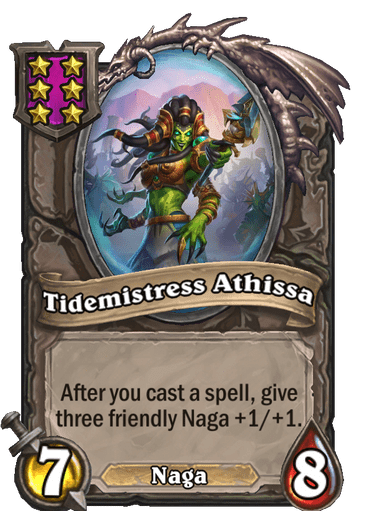 Tidemistress Athissa
After you cast a spell, give
three friendly Naga +1/+1.
7
Naga
8